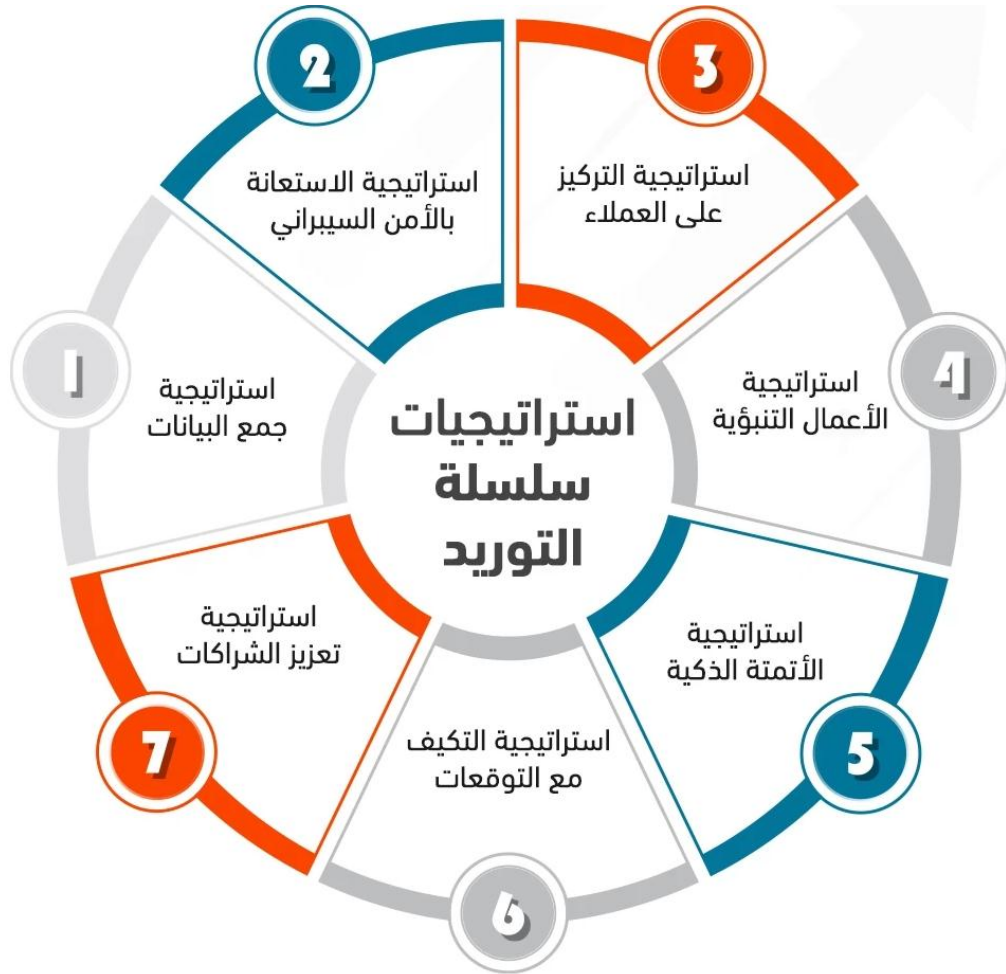 استراتيجيات
سلسلة
التوريد
1
استراتيجية
جمع البيانات
2
استراتيجية الاستعانة
بالأمن السيبراني
3
استراتيجية التركيز
على العملاء
4
استراتيجية
الأعمال التنبؤية
5
استراتيجية
الأتمتة الذكية
6
استراتيجية التكيف
مع التوقعات
7
استراتيجية
تعزيز الشراكات